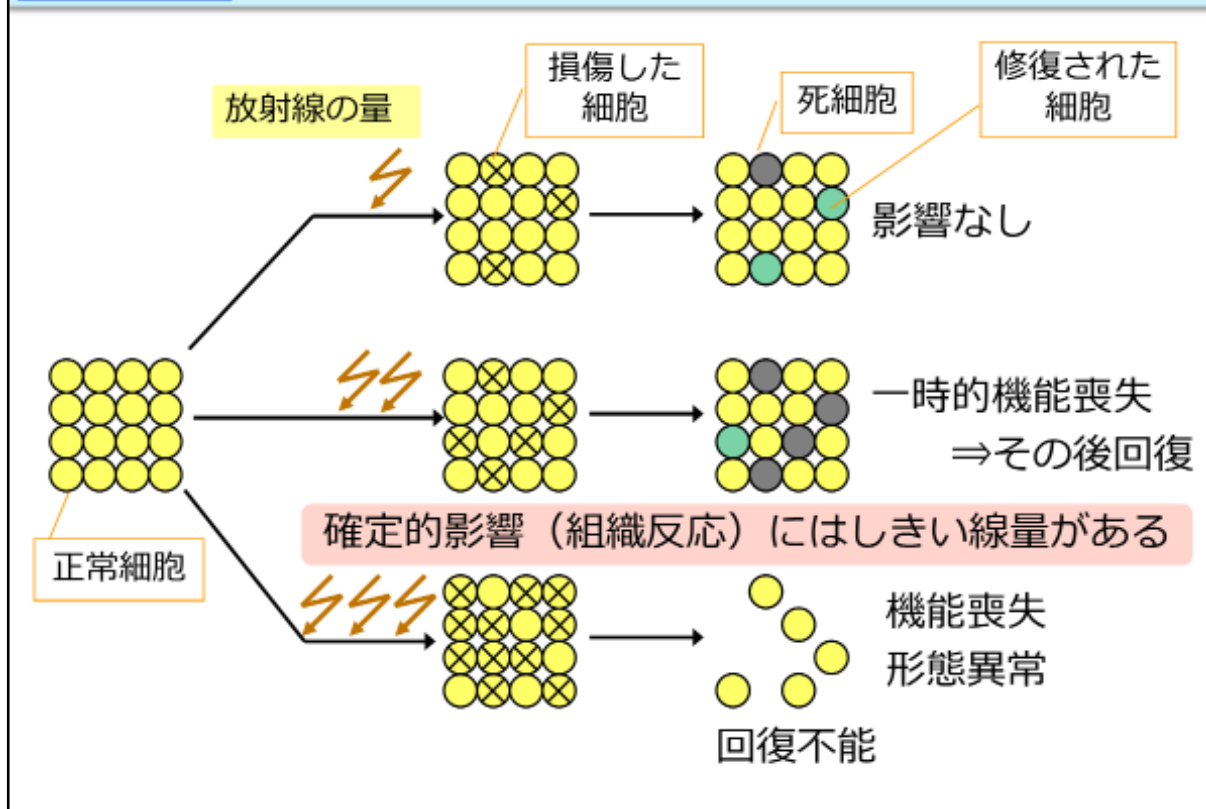 放射線の量
損傷した
細胞
死細胞
修復された
細胞
影響なし
一時的機能喪失
⇒その後回復
確定的影響（組織反応）にはしきい線量がある
正常細胞
機能喪失
形態異常
回復不能